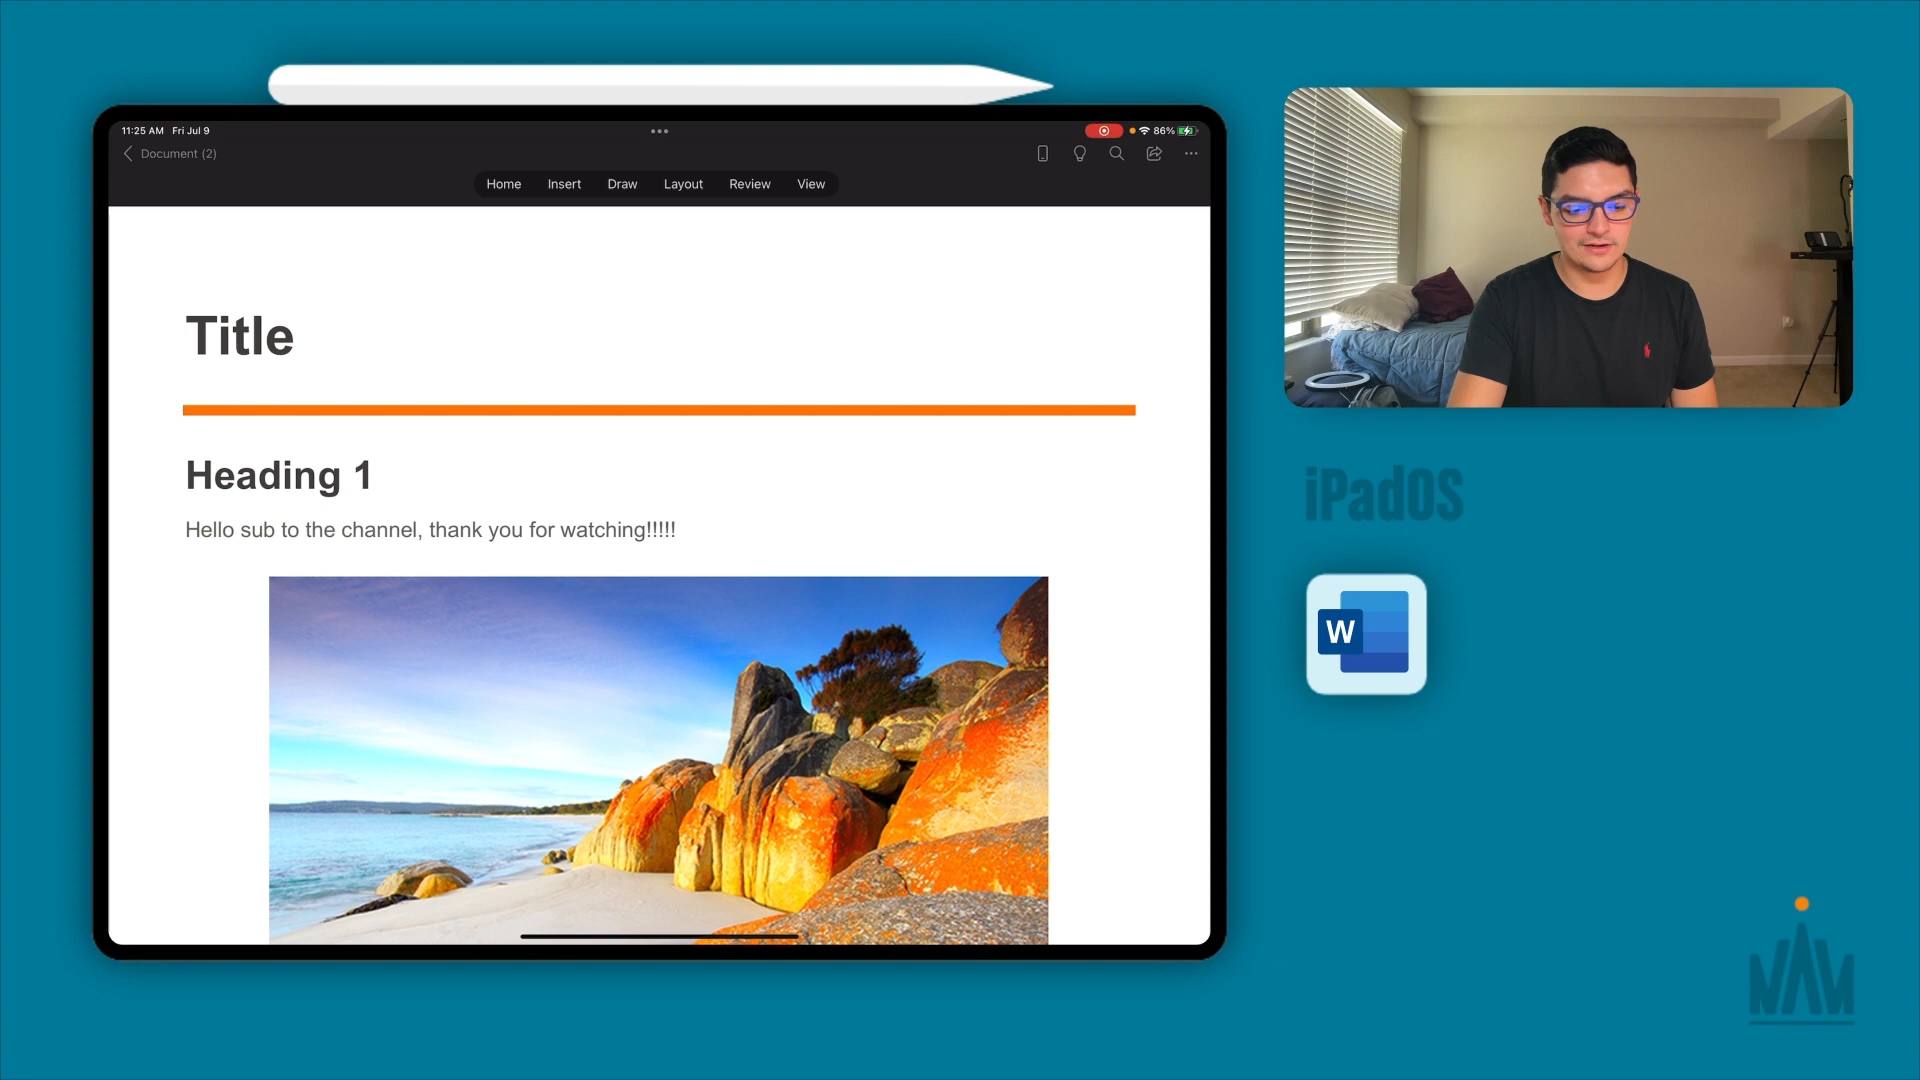 11:25 AM Fri Jul 9
86%
Document (2)
Home Insert Draw Layout Review View
Title
Heading 1
Hello sub to the channel, thank you for watching!!!!!
iPadOS
W